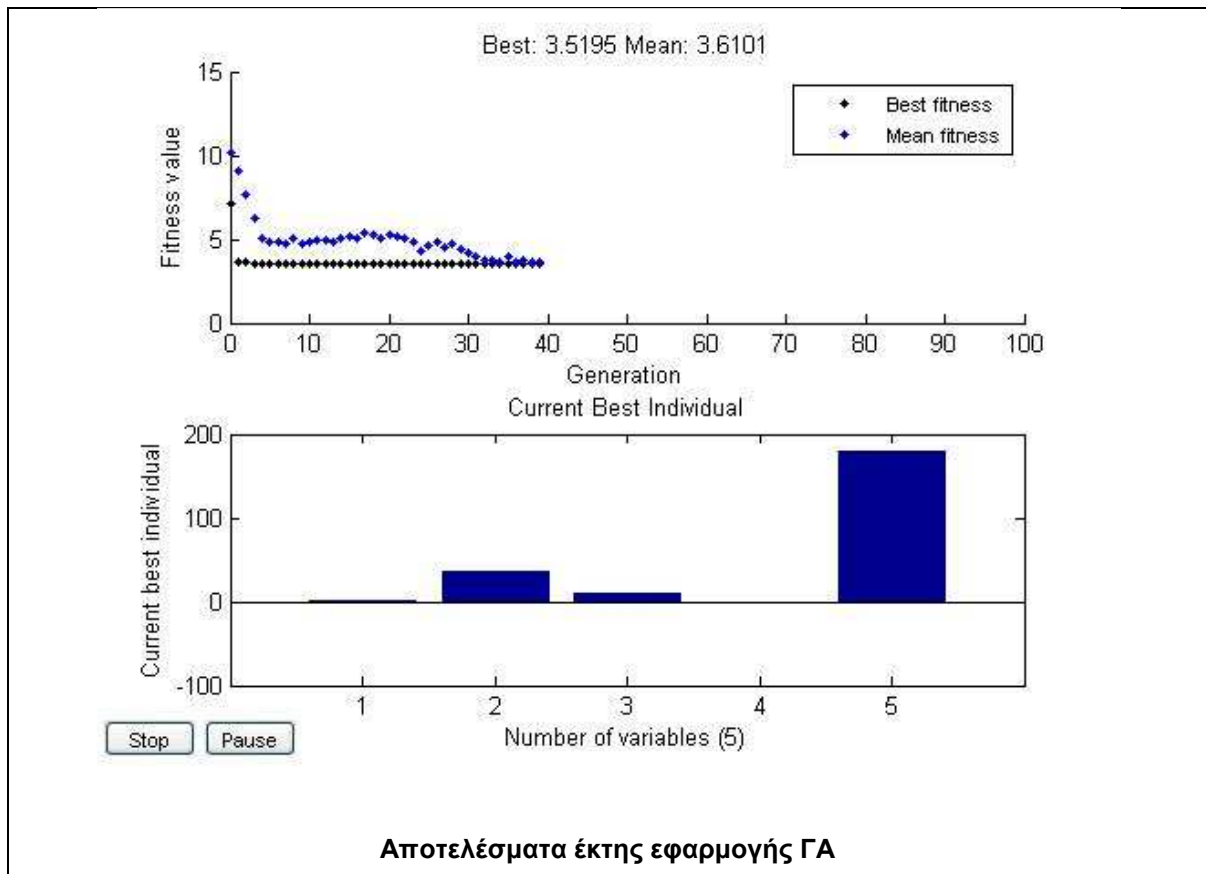 Best: 3.5195 Mean: 3.6101
15
10
5
0
Fitness value
Best fitness
Mean fitness
0 10 20 30 40 50 60 70 80 90 100
Generation
Current Best Individual
200
100
0
-100
Current best individual
1 2 3 4 5
Number of variables (5)
Stop Pause
Αποτελέσματα έκτης εφαρμογής ΓΑ